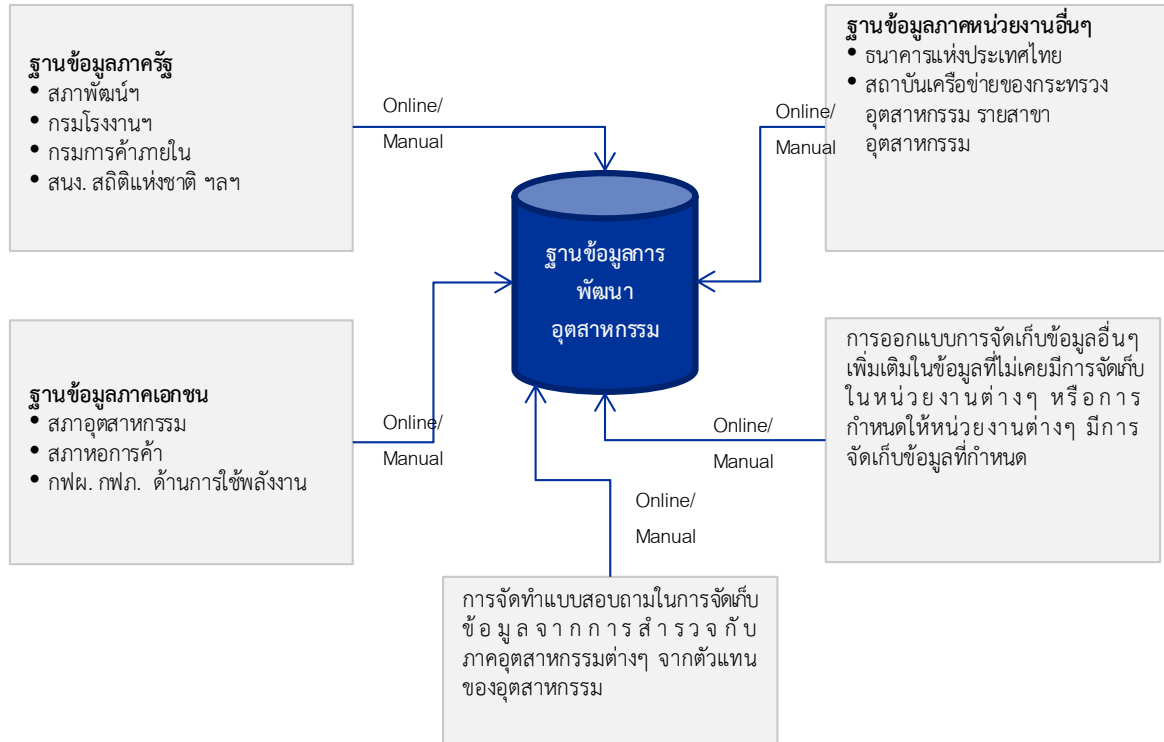 ฐานข้อมูลภาครัฐ
• สภาพัฒน์ฯ
• กรมโรงงานฯ
• กรมการค้าภายใน
• สนง. สถิติแห่งชาติ ฯลฯ
Online/
Manual
ฐานข้อมูลภาคหน่วยงานอื่นๆ
• ธนาคารแห่งประเทศไทย
• สถาบันเครือข่ายของกระทรวง
อุตสาหกรรม รายสาขา
อุตสาหกรรม
Online/
Manual
ฐานข้อมูลการ
พัฒนา
อุตสาหกรรม
ฐานข้อมูลภาคเอกชน
• สภาอุตสาหกรรม
• สภาหอการค้า
• กฟผ. กฟภ. ด้านการใช้พลังงาน
Online/
Manual
การออกแบบการจัดเก็บข้อมูลอื่นๆ
เพิ่มเติมในข้อมูลที่ไม่เคยมีการจัดเก็บ
ในหน่วยงานต่างๆ หรือการ
กำหนดให้หน่วยงานต่างๆ มีการ
จัดเก็บข้อมูลที่กำหนด
Online/
Manual
Online/
Manual
การจัดทำแบบสอบถามในการจัดเก็บ
ข้อมูลจากการสำรวจกับ
ภาคอุตสาหกรรมต่างๆ จากตัวแทน
ของอุตสาหกรรม